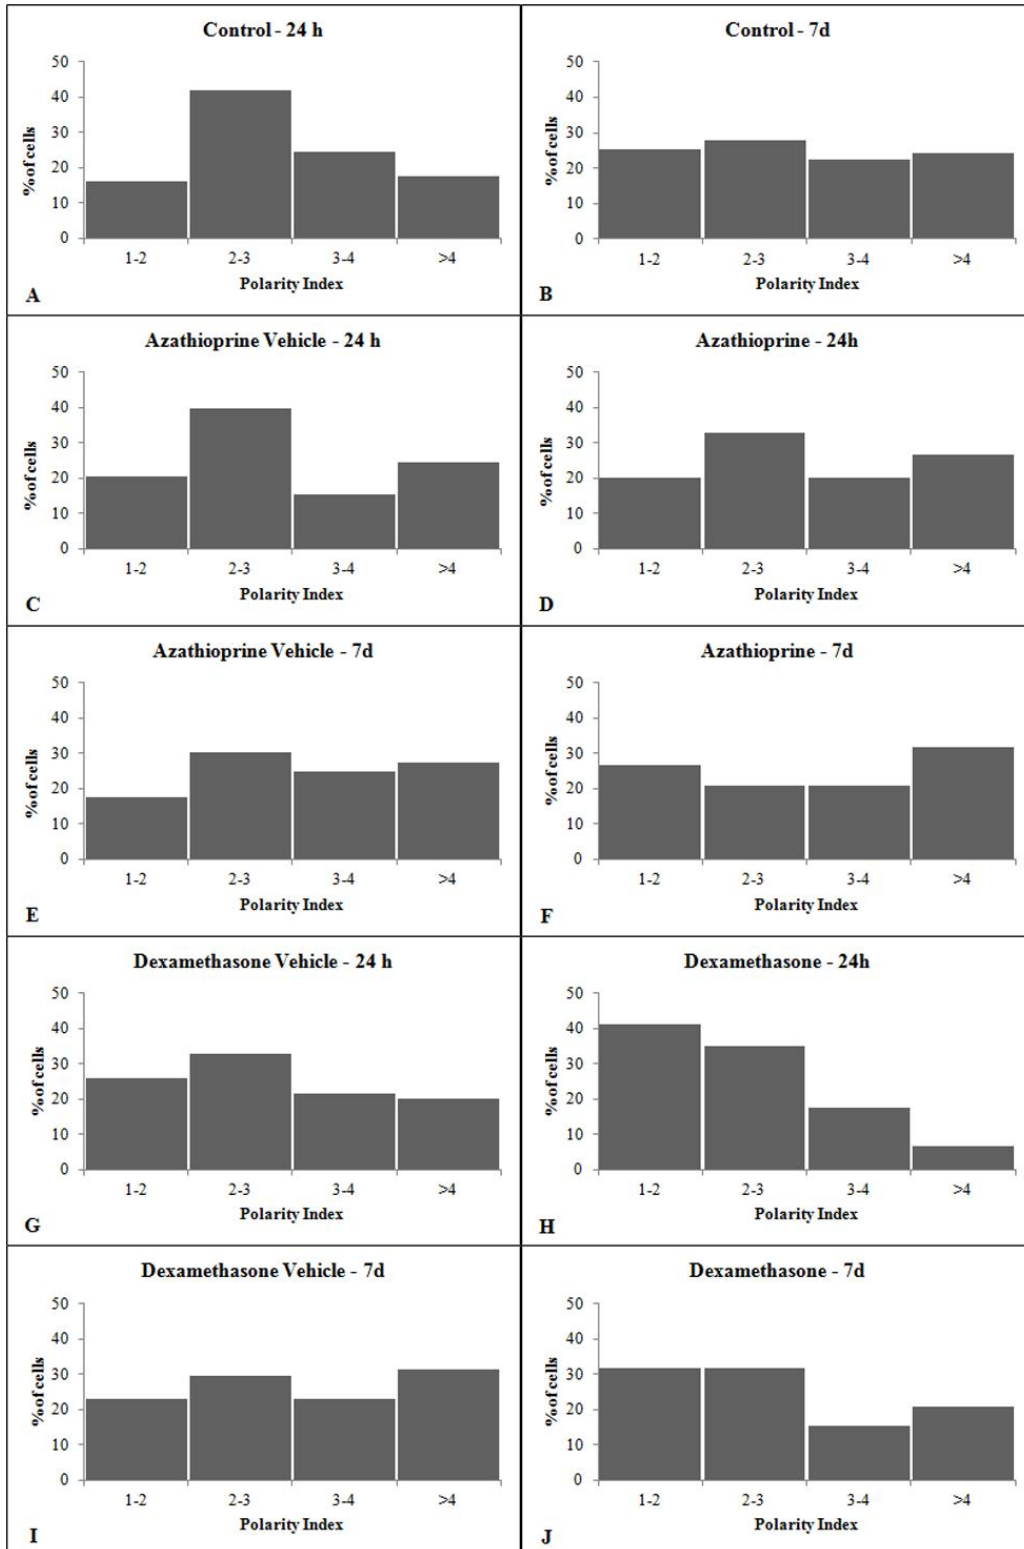 Control - 24 h
50
40
30
20
10
0
% of cells
1-2 2-3 3-4 >4
Polarity Index
A
Control - 7d
50
40
30
20
10
0
% of cells
1-2 2-3 3-4 >4
Polarity Index
B
Azathioprine Vehicle - 24 h
50
40
30
20
10
0
% of cells
1-2 2-3 3-4 >4
Polarity Index
C
Azathioprine - 24h
50
40
30
20
10
0
% of cells
1-2 2-3 3-4 >4
Polarity Index
D
Azathioprine Vehicle - 7d
50
40
30
20
10
0
% of cells
1-2 2-3 3-4 >4
Polarity Index
E
Azathioprine - 7d
50
40
30
20
10
0
% of cells
1-2 2-3 3-4 >4
Polarity Index
F
Dexamethasone Vehicle - 24 h
50
40
30
20
10
0
% of cells
1-2 2-3 3-4 >4
Polarity Index
G
Dexamethasone - 24h
50
40
30
20
10
0
% of cells
1-2 2-3 3-4 >4
Polarity Index
H
Dexamethasone Vehicle - 7d
50
40
30
20
10
0
% of cells
1-2 2-3 3-4 >4
Polarity Index
I
Dexamethasone - 7d
50
40
30
20
10
0
% of cells
1-2 2-3 3-4 >4
Polarity Index
J